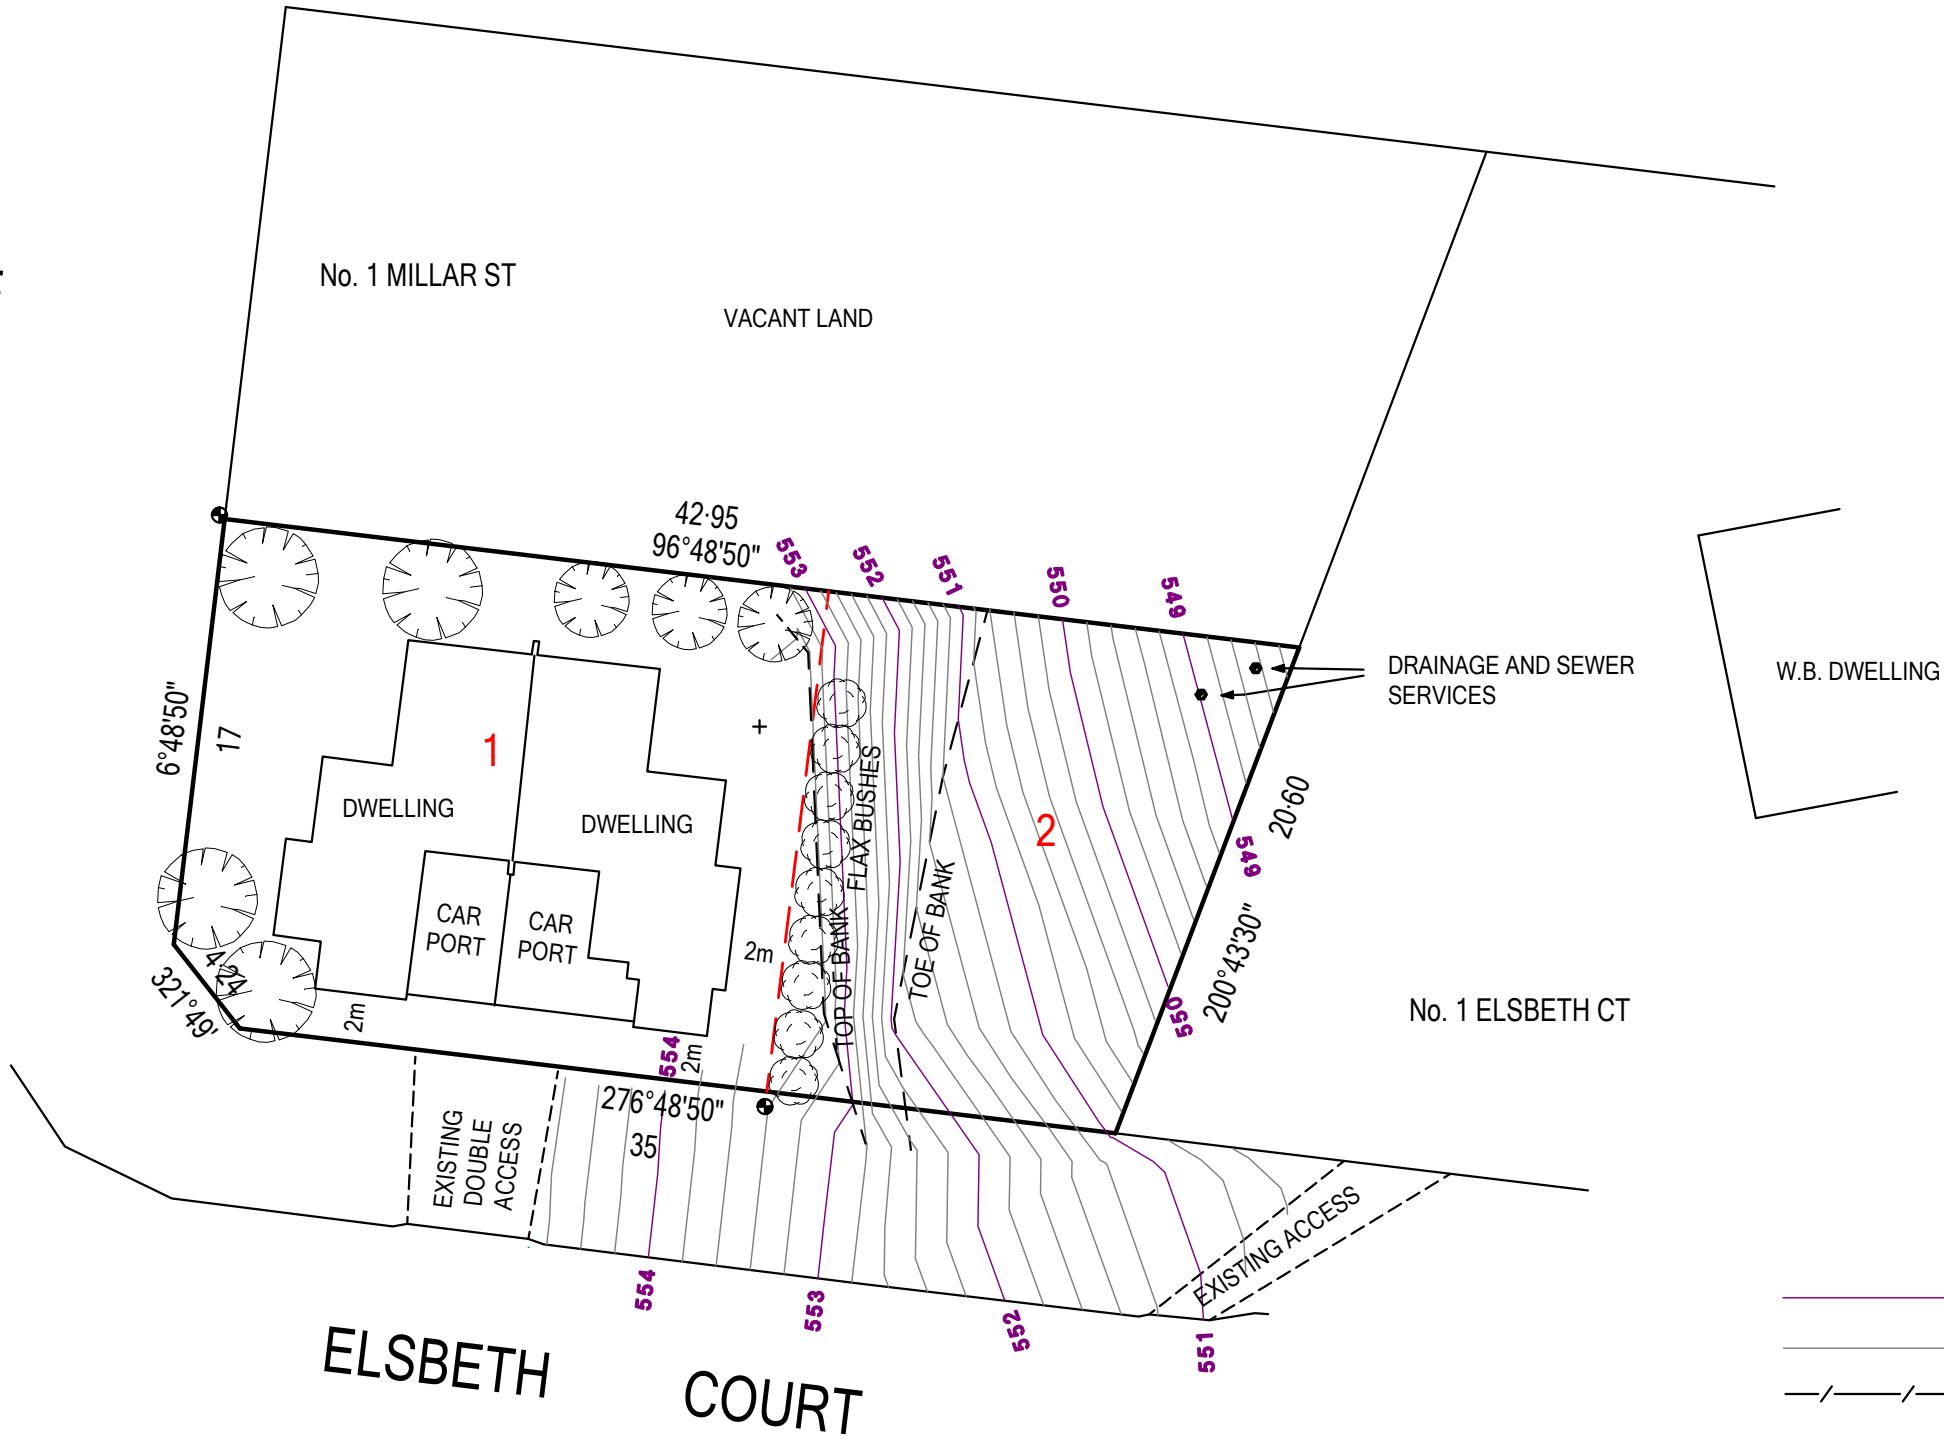 No. 1 MILLAR ST
VACANT LAND
42·95
96°48'50"
553
552
551
550
549
DRAINAGE AND SEWER
SERVICES
W.B. DWELLING
6°48'50"
17
1
DWELLING
DWELLING
FLAX BUSHES
2
20·60
549
CAR
PORT
CAR
PORT
2m
TOP OF BANK
TOE OF BANK
200°43'30"
550
No. 1 ELSBETH CT
4·24
321°49'
2m
554
2m
276°48'50"
35
EXISTING
DOUBLE
ACCESS
EXISTING ACCESS
554
553
552
551
ELSBETH COURT